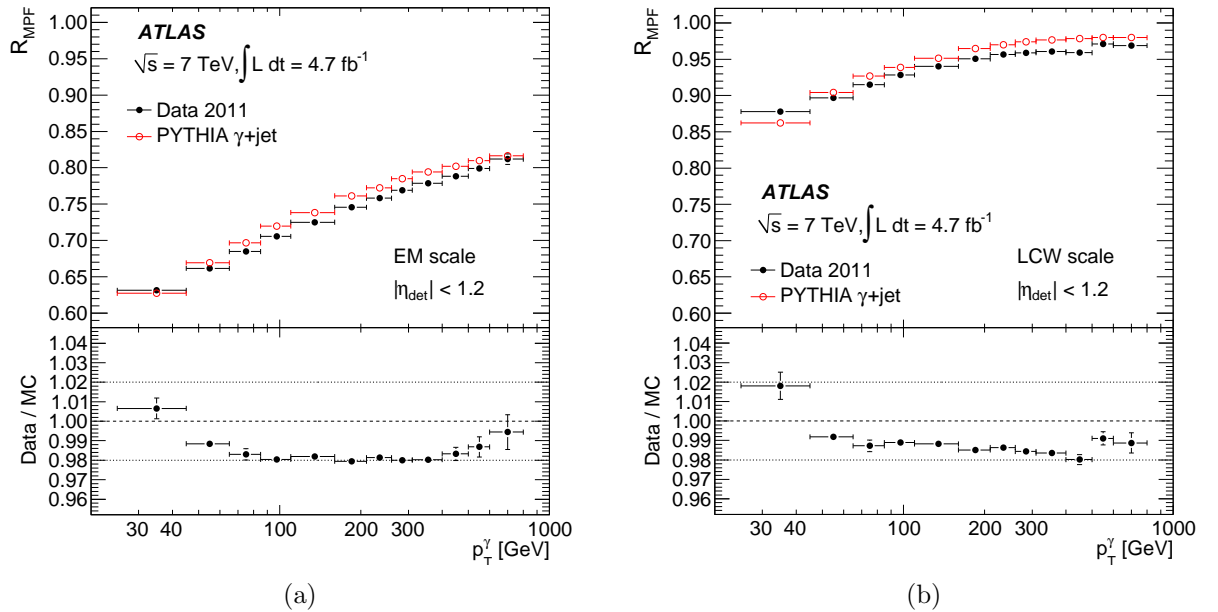 R_MPF
1.00
0.95
0.90
0.85
0.80
0.75
0.70
0.65
0.60
ATLAS
√s = 7 TeV, ∫L dt = 4.7 fb⁻¹
Data 2011
PYTHIA γ+jet
EM scale
|η_det| < 1.2
Data / MC
1.04
1.03
1.02
1.01
1.00
0.99
0.98
0.97
0.96
30 40 100 200 300 1000
p_T^γ [GeV]
(a)
R_MPF
1.00
0.95
0.90
0.85
0.80
0.75
0.70
0.65
0.60
ATLAS
√s = 7 TeV, ∫L dt = 4.7 fb⁻¹
Data 2011
PYTHIA γ+jet
LCW scale
|η_det| < 1.2
Data / MC
1.04
1.03
1.02
1.01
1.00
0.99
0.98
0.97
0.96
30 40 100 200 300 1000
p_T^γ [GeV]
(b)